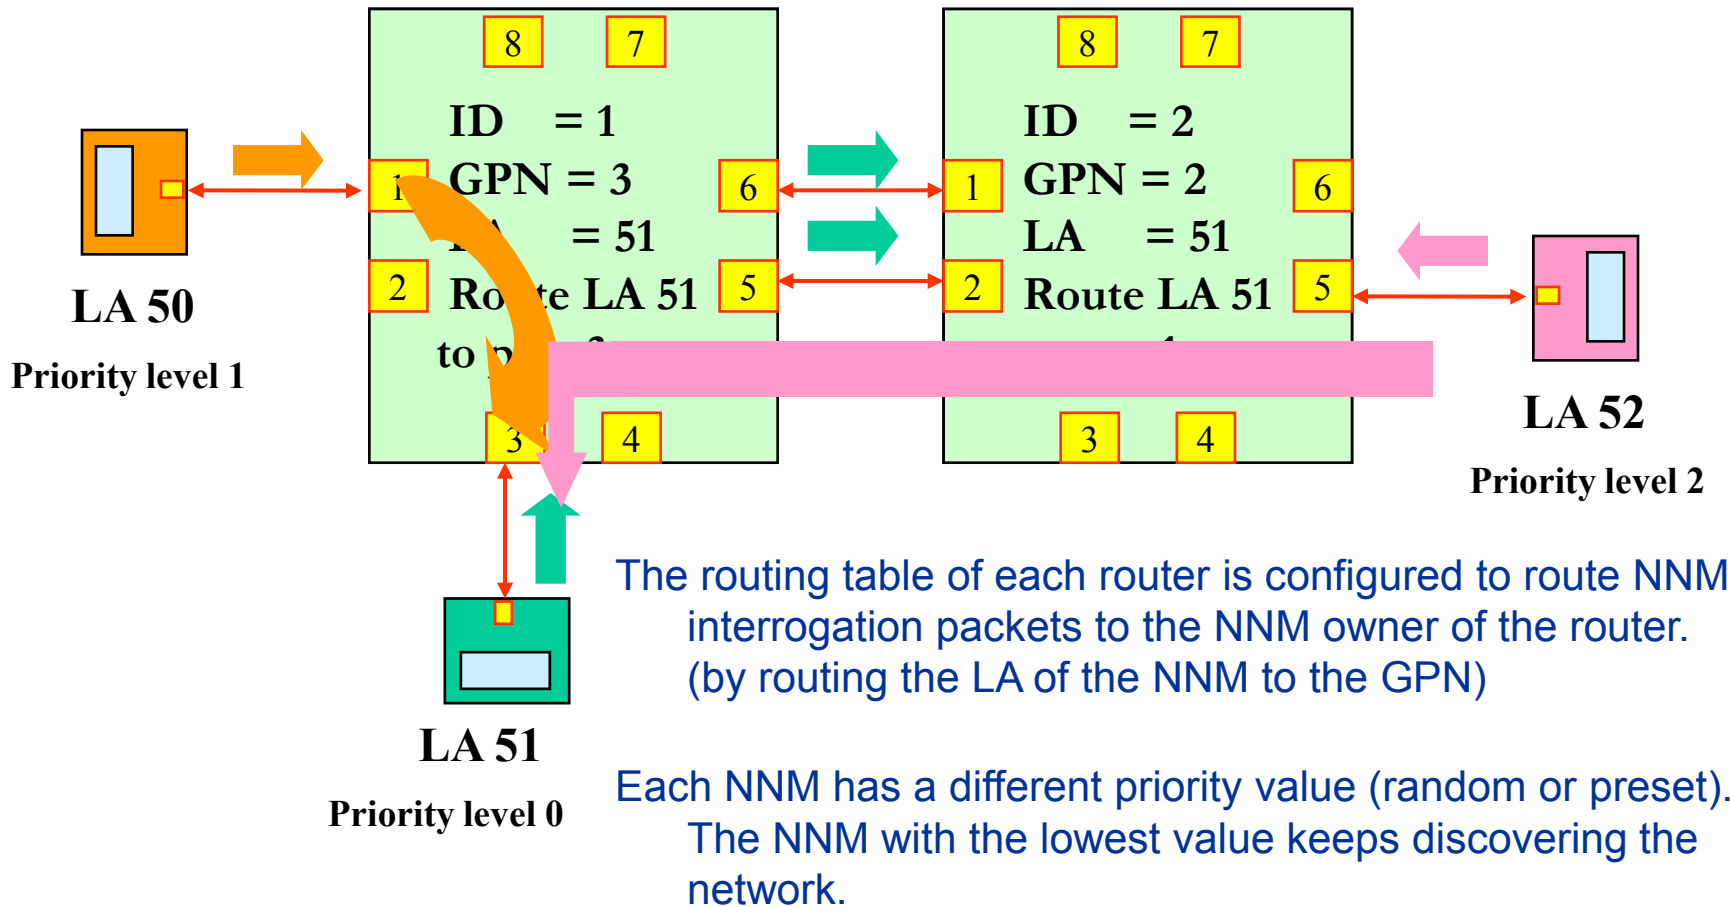 8 7
8 7
ID = 1
ID = 2
GPN = 3
GPN = 2
1
6
1
6
= 51
LA = 51
2
5
2
5
LA 51
Route LA 51
to
LA 50
Priority level 1
3 4
3 4
LA 52
Priority level 2
The routing table of each router is configured to route NNM
interrogation packets to the NNM owner of the router.
(by routing the LA of the NNM to the GPN)
LA 51
Priority level 0
Each NNM has a different priority value (random or preset).
The NNM with the lowest value keeps discovering the
network.